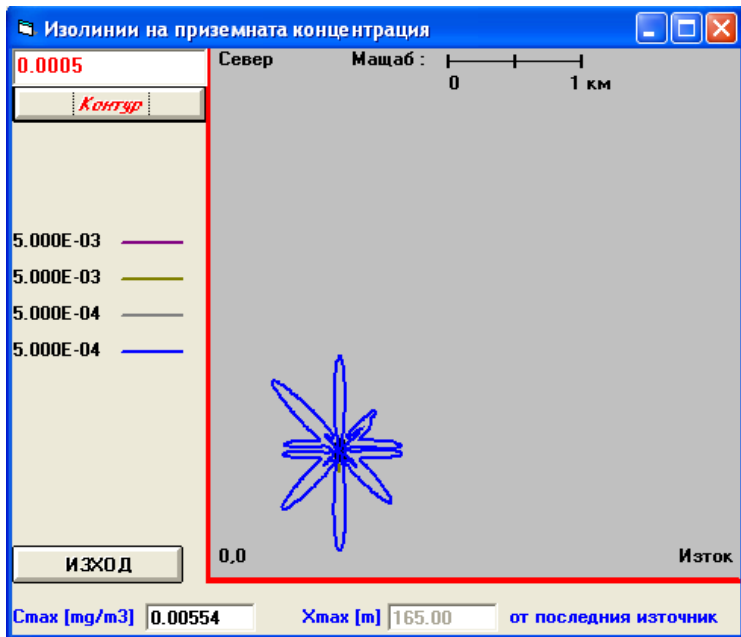 Изолинии на приземната концентрация
0.0005
Контур
Север
Мащаб :
0
1 км
5.000E-03
5.000E-03
5.000E-04
5.000E-04
0,0
Изток
ИЗХОД
Cmax [mg/m3] 0.00554 Xmax [m] 165.00 от последния източник